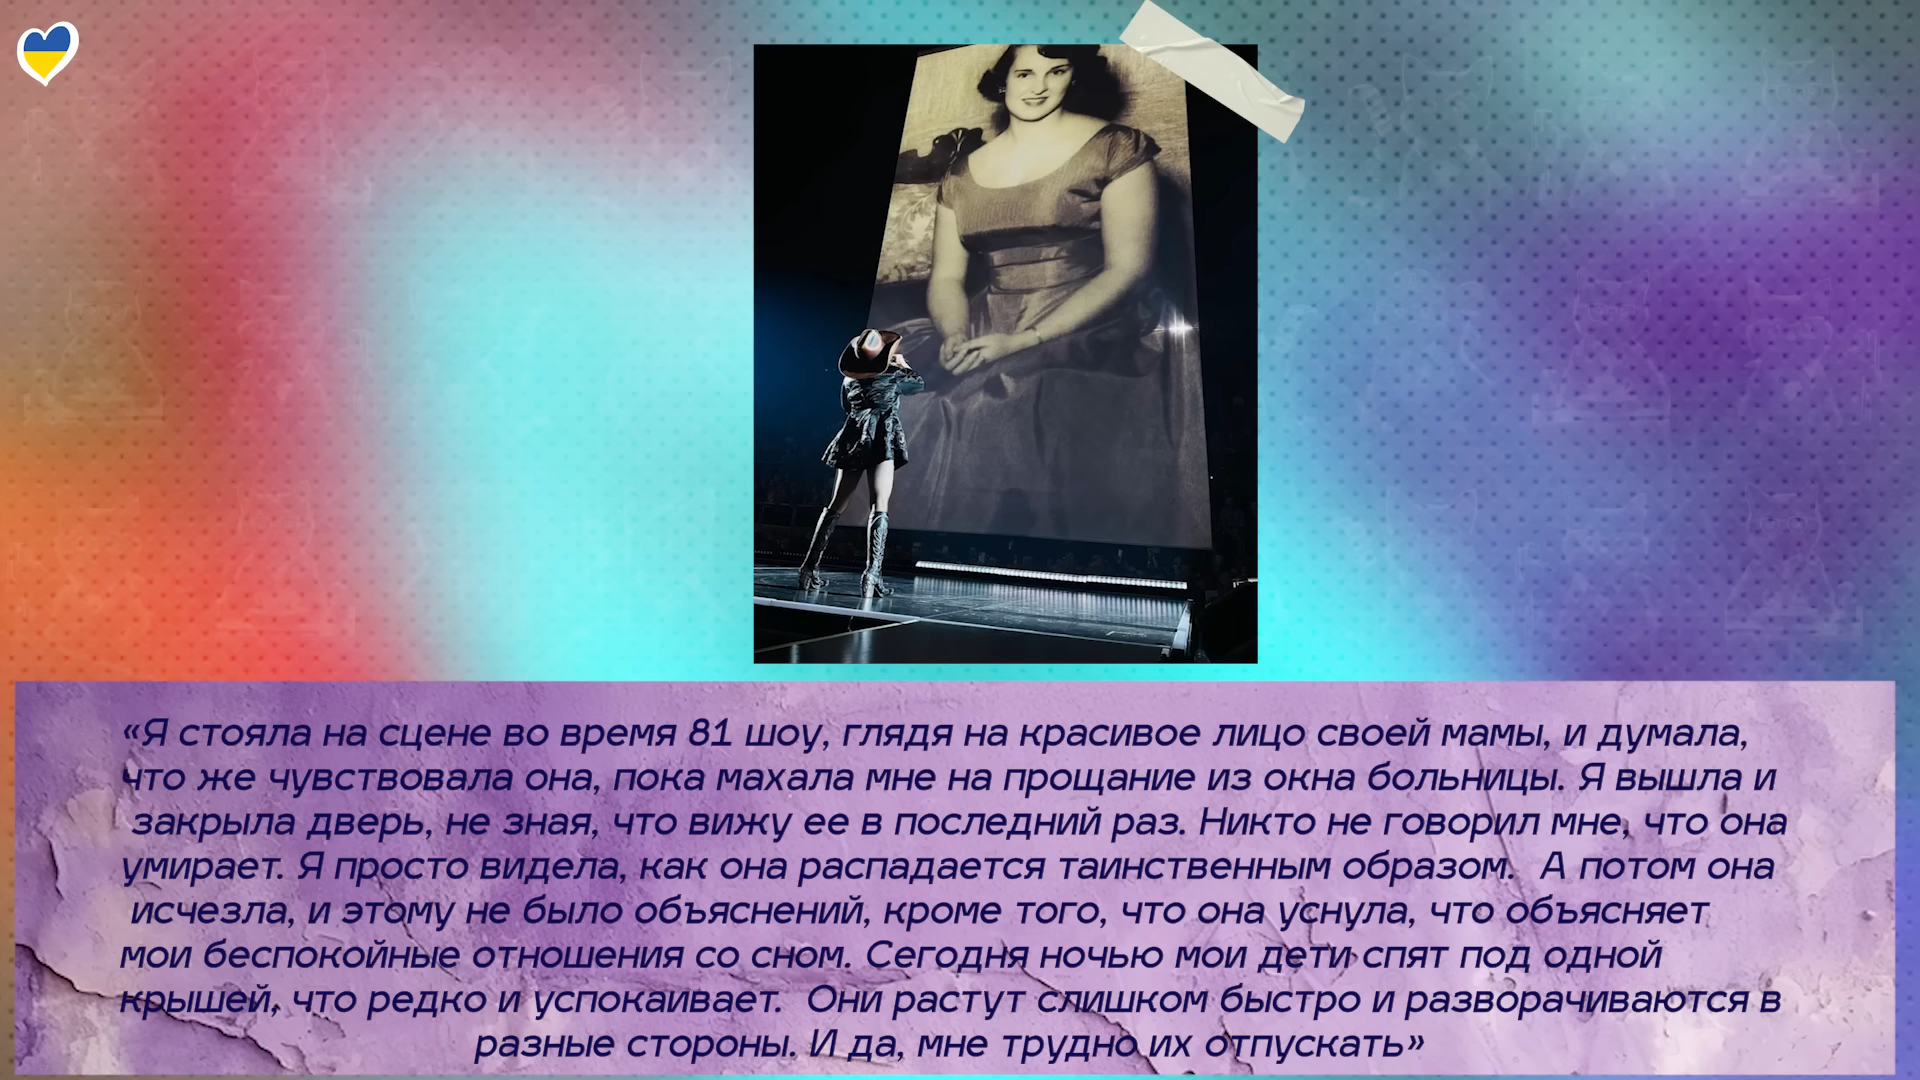 «Я стояла на сцене во время 81 шоу, глядя на красивое лицо своей мамы, и думала,
что же чувствовала она, пока махала мне на прощание из окна больницы. Я вышла и
закрыла дверь, не зная, что вижу ее в последний раз. Никто не говорил мне, что она
умирает. Я просто видела, как она распадается таинственным образом. А потом она
исчезла, и этому не было объяснений, кроме того, что она уснула, что объясняет
мои беспокойные отношения со сном. Сегодня ночью мои дети спят под одной
крышей, что редко и успокаивает. Они растут слишком быстро и разворачиваются в
разные стороны. И да, мне трудно их отпускать»